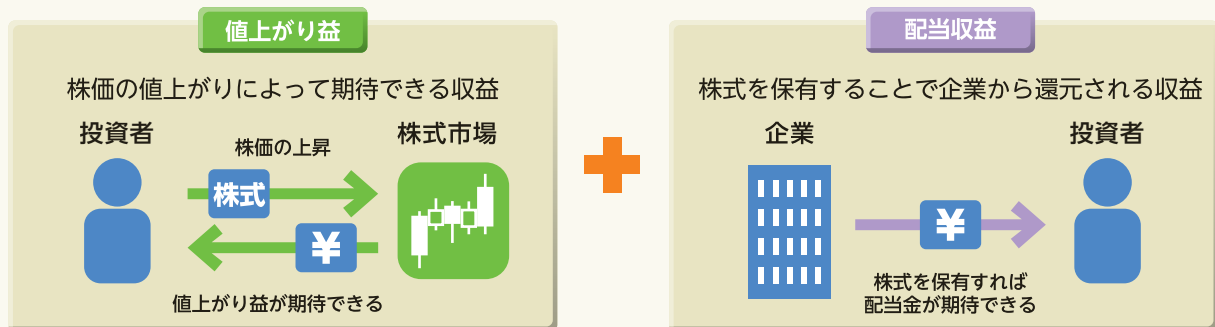 値上がり益
株価の値上がりによって期待できる収益
投資者
株価の上昇
株式市場
株式
¥
値上がり益が期待できる
配当収益
株式を保有することで企業から還元される収益
企業
投資者
¥
株式を保有すれば
配当金が期待できる